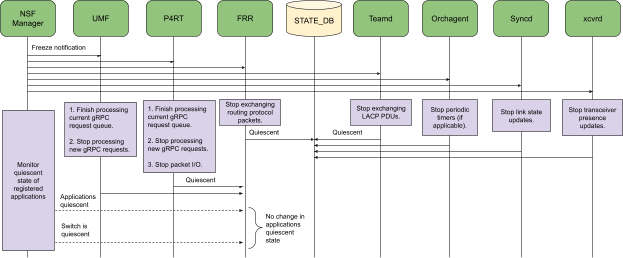 NSF
Manager
UMF
P4RT
FRR
STATE_DB
Teamd
Orchagent
Syncd
xcvrd
Freeze notification
1. Finish processing
current gRPC
request queue.
2. Stop processing
new gRPC requests.
1. Finish processing
current gRPC
request queue.
2. Stop processing
new gRPC requests.
3. Stop packet I/O.
Stop exchanging
routing protocol
packets.
Stop exchanging
LACP PDUs.
Stop periodic
timers (if
applicable).
Stop link state
updates.
Stop transceiver
presence
updates.
Quiescent
Quiescent
Monitor
quiescent
state of
registered
applications
Quiescent
Applications
quiescent
Switch is
quiescent
No change in
applications
quiescent
state